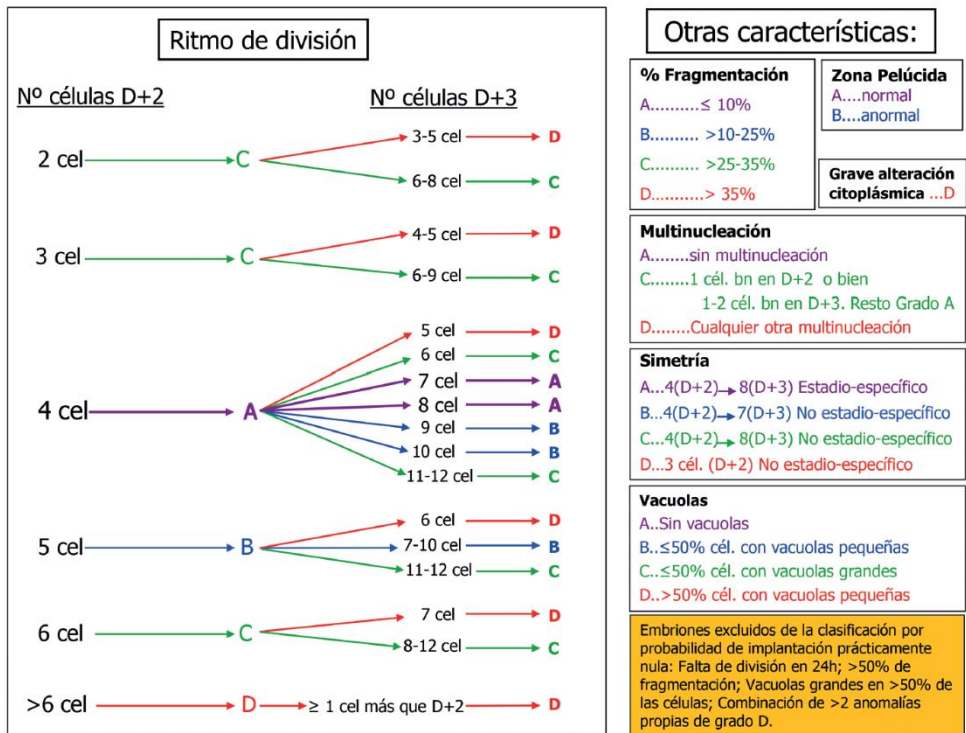 Ritmo de división
Nº células D+2
Nº células D+3
2 cel
C
3-5 cel
D
6-8 cel
C
3 cel
C
4-5 cel
D
6-9 cel
C
4 cel
A
5 cel
D
6 cel
C
7 cel
A
8 cel
A
9 cel
B
10 cel
B
11-12 cel
C
5 cel
B
6 cel
D
7-10 cel
B
11-12 cel
C
6 cel
C
7 cel
D
8-12 cel
C
>6 cel
D
≥ 1 cel más que D+2
D
Otras características:
% Fragmentación
A..........≤ 10%
B.......... >10-25%
C.......... >25-35%
D..........> 35%
Zona Pelúcida
A....normal
B....anormal
Grave alteración
citoplásmica ...D
Multinucleación
A........sin multinucleación
C........1 cél. bn en D+2 o bien
1-2 cél. bn en D+3. Resto Grado A
D........Cualquier otra multinucleación
Simetría
A...4(D+2)→8(D+3) Estadio-específico
B...4(D+2)→7(D+3) No estadio-específico
C...4(D+2)→8(D+3) No estadio-específico
D...3 cél. (D+2) No estadio-específico
Vacuolas
A..Sin vacuolas
B..≤50% cél. con vacuolas pequeñas
C..≤50% cél. con vacuolas grandes
D..>50% cél. con vacuolas pequeñas
Embriones excluidos de la clasificación por
probabilidad de implantación prácticamente
nula: Falta de división en 24h; >50% de
fragmentación; Vacuolas grandes en >50% de
las células; Combinación de >2 anomalías
propias de grado D.